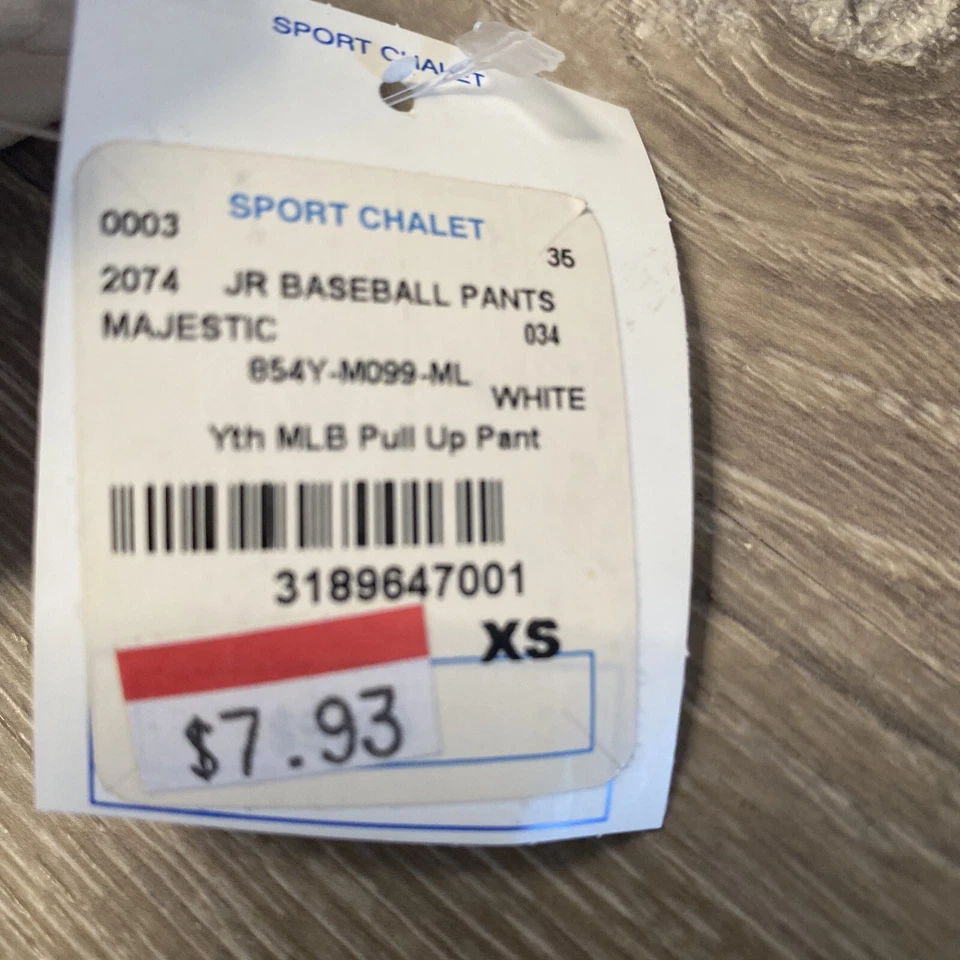 SPORT CHALET
SPORT CHALET
0003
35
2074 JR BASEBALL PANTS
MAJESTIC 034
854Y-M099-ML
WHITE
Yth MLB Pull Up Pant
3189647001
XS
$7.93